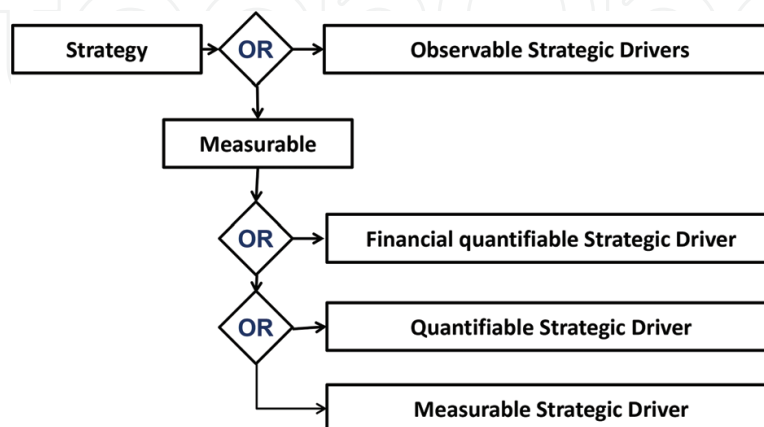 Strategy
OR
Observable Strategic Drivers
Measurable
OR
Financial quantifiable Strategic Driver
OR
Quantifiable Strategic Driver
Measurable Strategic Driver